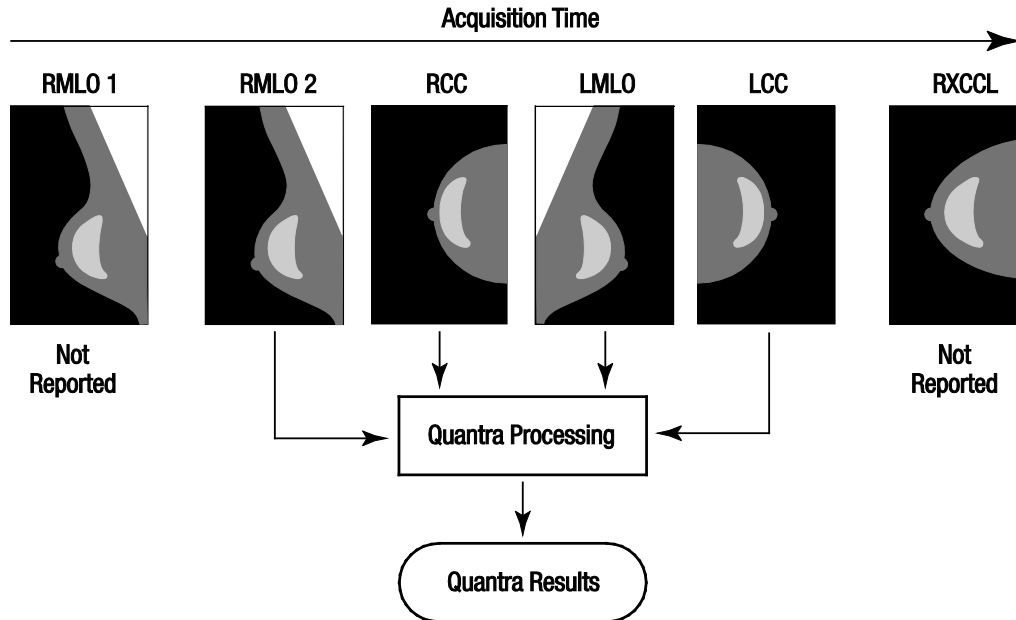 Acquisition Time
RMLO 1
RMLO 2
RCC
LMLO
LCC
RXCCL
Not
Reported
Not
Reported
Quantra Processing
Quantra Results